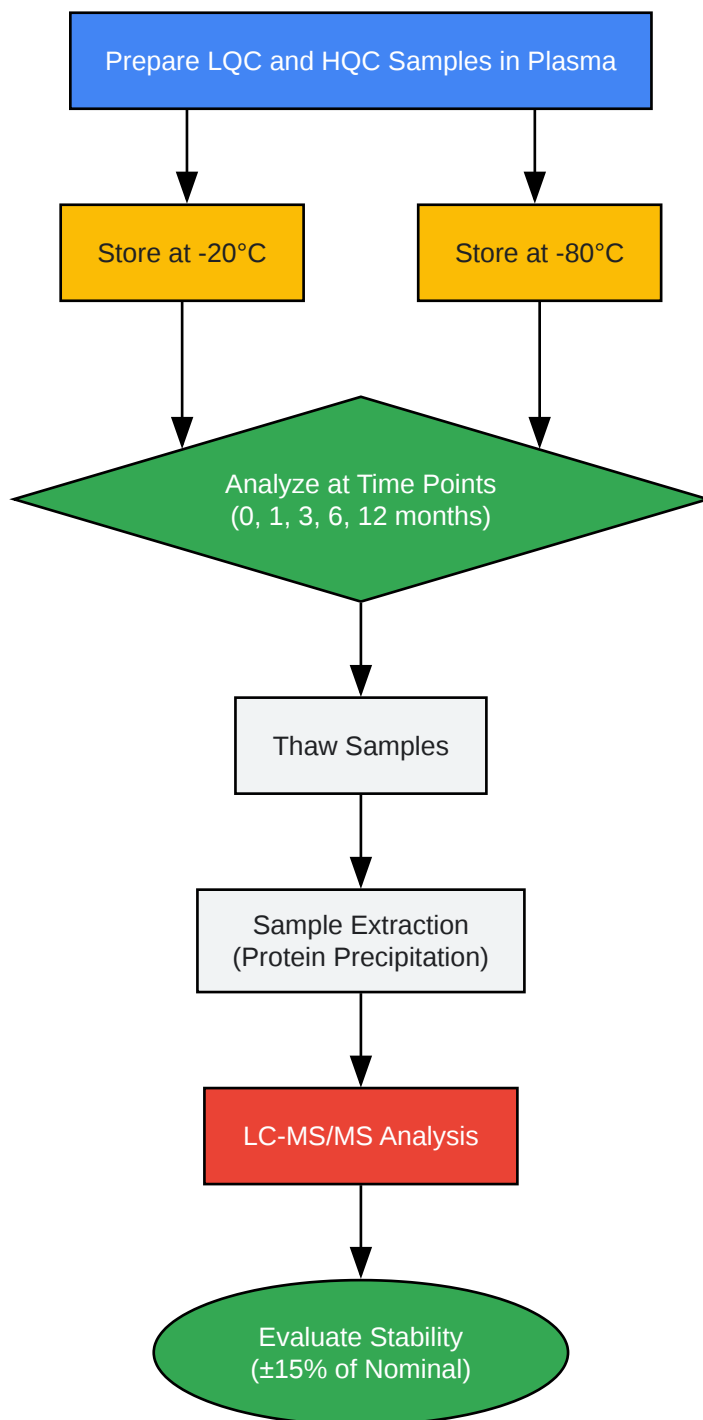 Prepare LQC and HQC Samples in Plasma
Store at -20°C
Store at -80°C
Analyze at Time Points
(0, 1, 3, 6, 12 months)
Thaw Samples
Sample Extraction
(Protein Precipitation)
LC-MS/MS Analysis
Evaluate Stability
(±15% of Nominal)